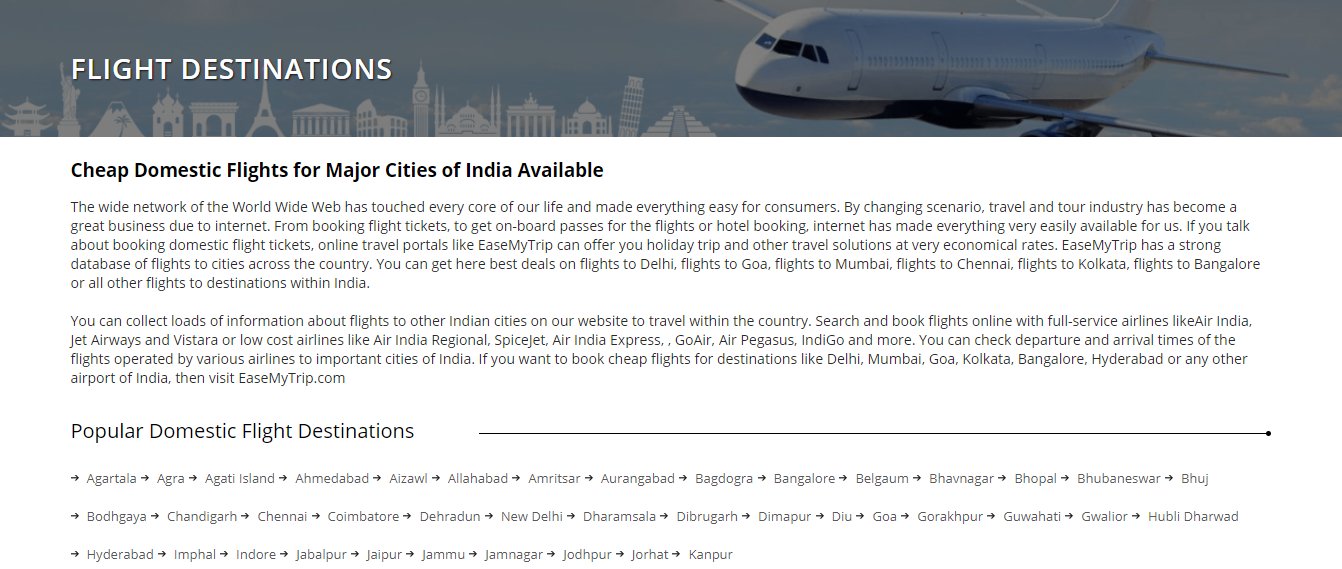 FLIGHT DESTINATIONS
Cheap Domestic Flights for Major Cities of India Available
The wide network of the World Wide Web has touched every core of our life and made everything easy for consumers. By changing scenario, travel and tour industry has become a
great business due to internet. From booking flight tickets, to get on-board passes for the flights or hotel booking, internet has made everything very easily available for us. If you talk
about booking domestic flight tickets, online travel portals like EaseMyTrip can offer you holiday trip and other travel solutions at very economical rates. EaseMyTrip has a strong
database of flights to cities across the country. You can get here best deals on flights to Delhi, flights to Goa, flights to Mumbai, flights to Chennai, flights to Kolkata, flights to Bangalore
or all other flights to destinations within India.
You can collect loads of information about flights to other Indian cities on our website to travel within the country. Search and book flights online with full-service airlines likeAir India,
Jet Airways and Vistara or low cost airlines like Air India Regional, SpiceJet, Air India Express, , GoAir, Air Pegasus, IndiGo and more. You can check departure and arrival times of the
flights operated by various airlines to important cities of India. If you want to book cheap flights for destinations like Delhi, Mumbai, Goa, Kolkata, Bangalore, Hyderabad or any other
airport of India, then visit EaseMyTrip.com
Popular Domestic Flight Destinations
→ Agartala → Agra → Agati Island → Ahmedabad → Aizawl → Allahabad → Amritsar → Aurangabad → Bagdogra → Bangalore → Belgaum → Bhavnagar → Bhopal → Bhubaneswar → Bhuj
→ Bodhgaya → Chandigarh → Chennai → Coimbatore → Dehradun → New Delhi → Dharamsala → Dibrugarh → Dimapur → Diu → Goa → Gorakhpur → Guwahati → Gwalior → Hubli Dharwad
→ Hyderabad → Imphal → Indore → Jabalpur → Jaipur → Jammu → Jamnagar → Jodhpur → Jorhat → Kanpur